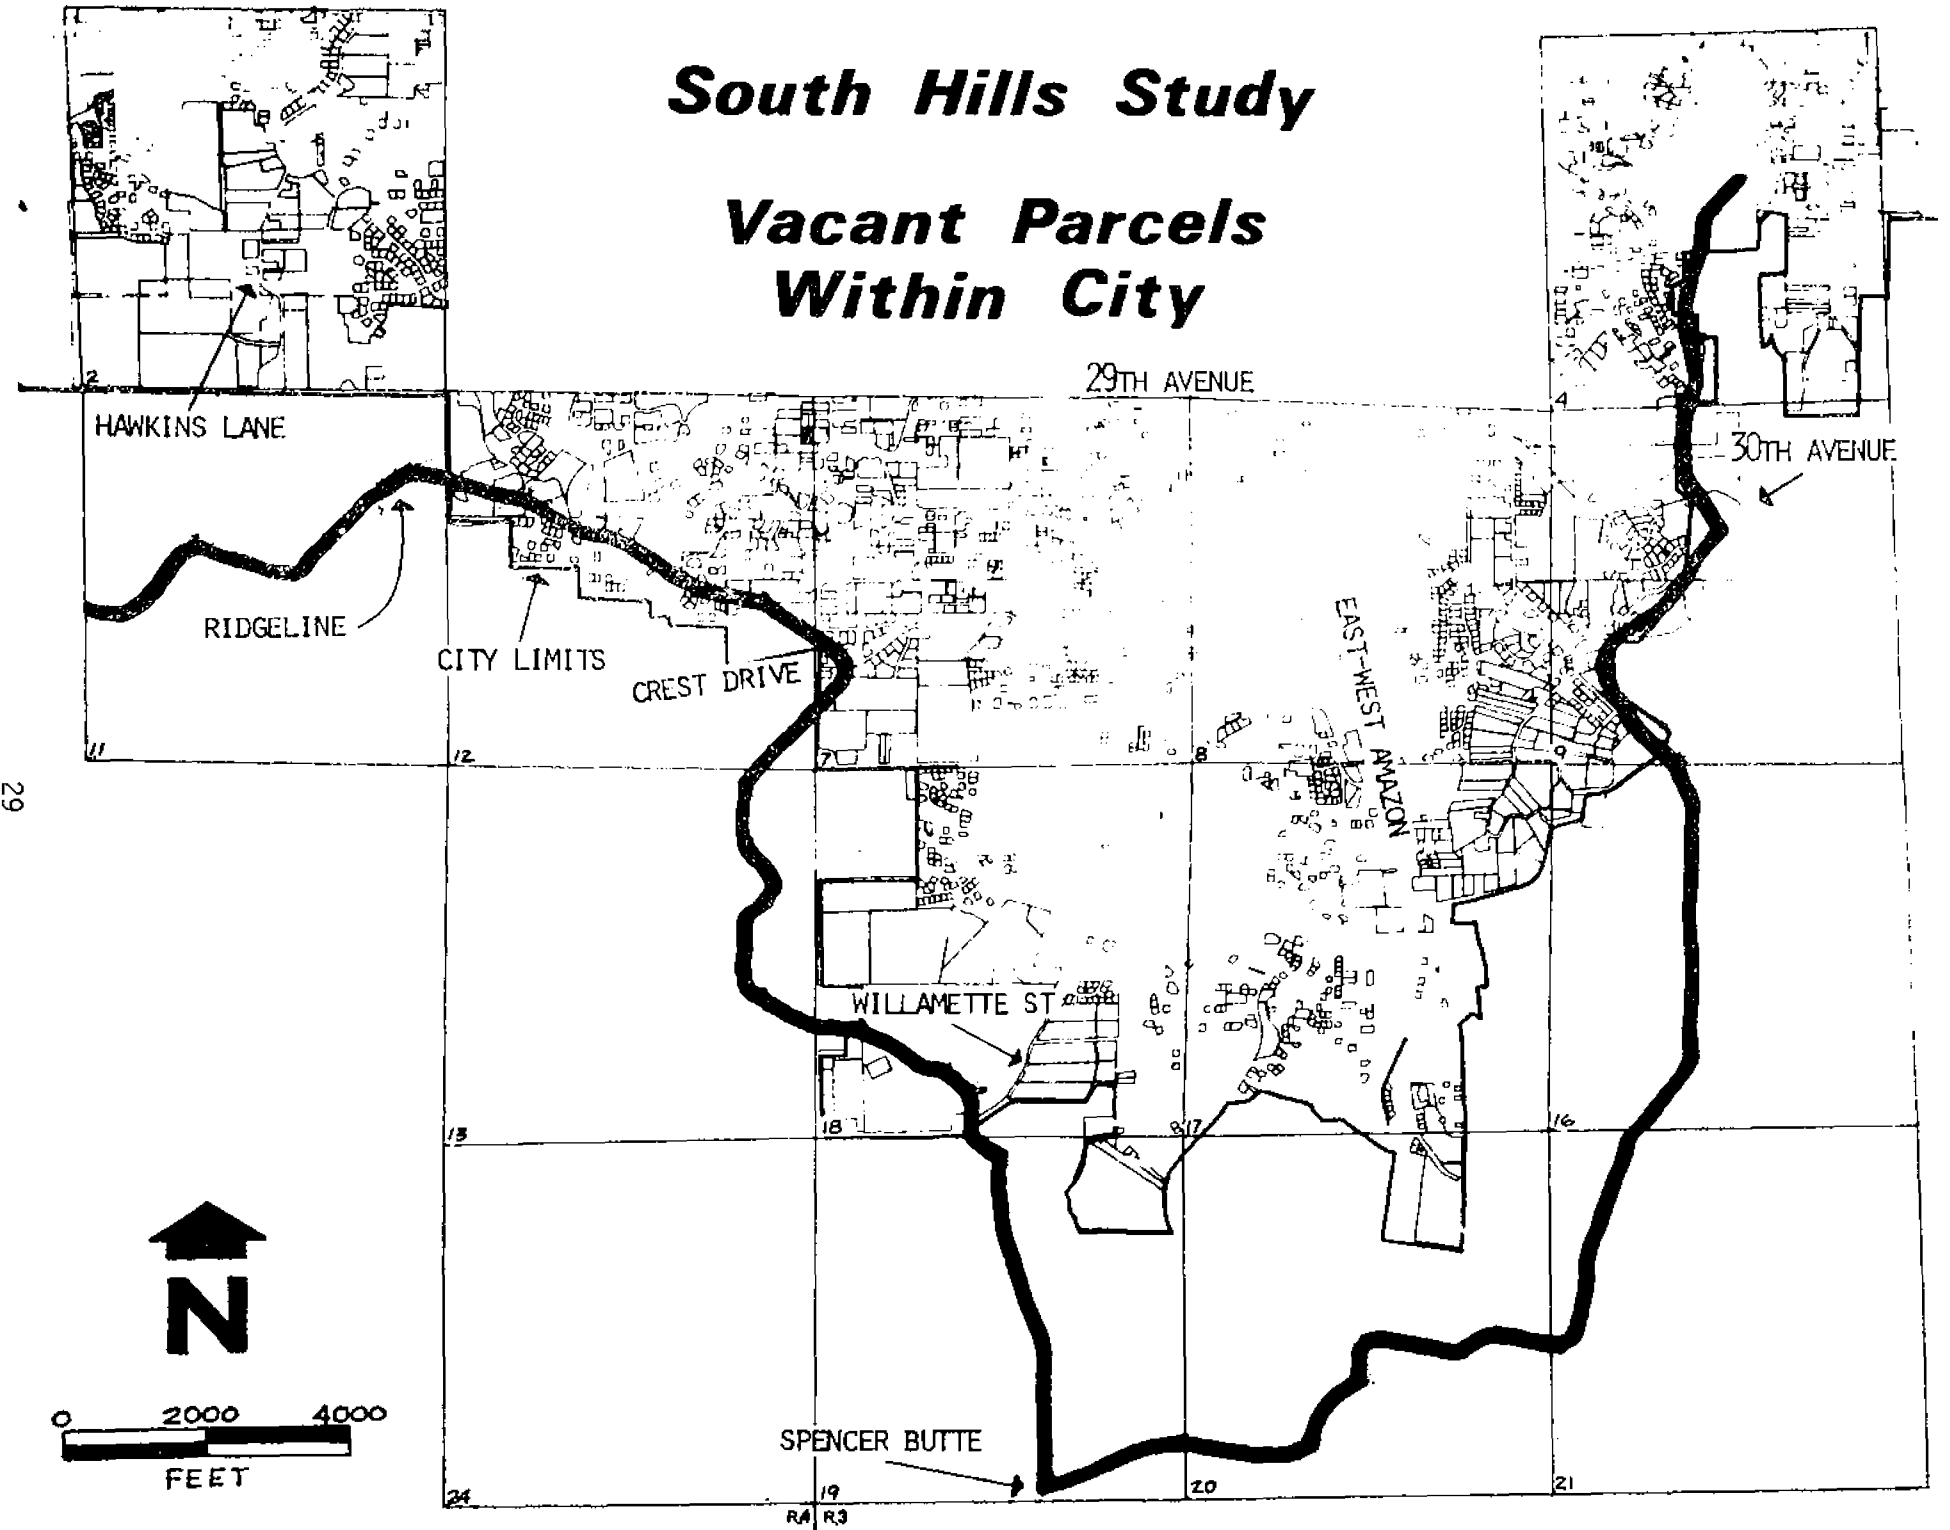 South Hills Study
Vacant Parcels
Within City
29TH AVENUE
2
4
HAWKINS LANE
30TH AVENUE
RIDGELINE
CITY LIMITS
CREST DRIVE
EAST-WEST AMAZON
11
12
7
8
9
29
WILLAMETTE ST
13
18
17
16
N
0 2000 4000
FEET
SPENCER BUTTE
24
19
20
21
R4 R3